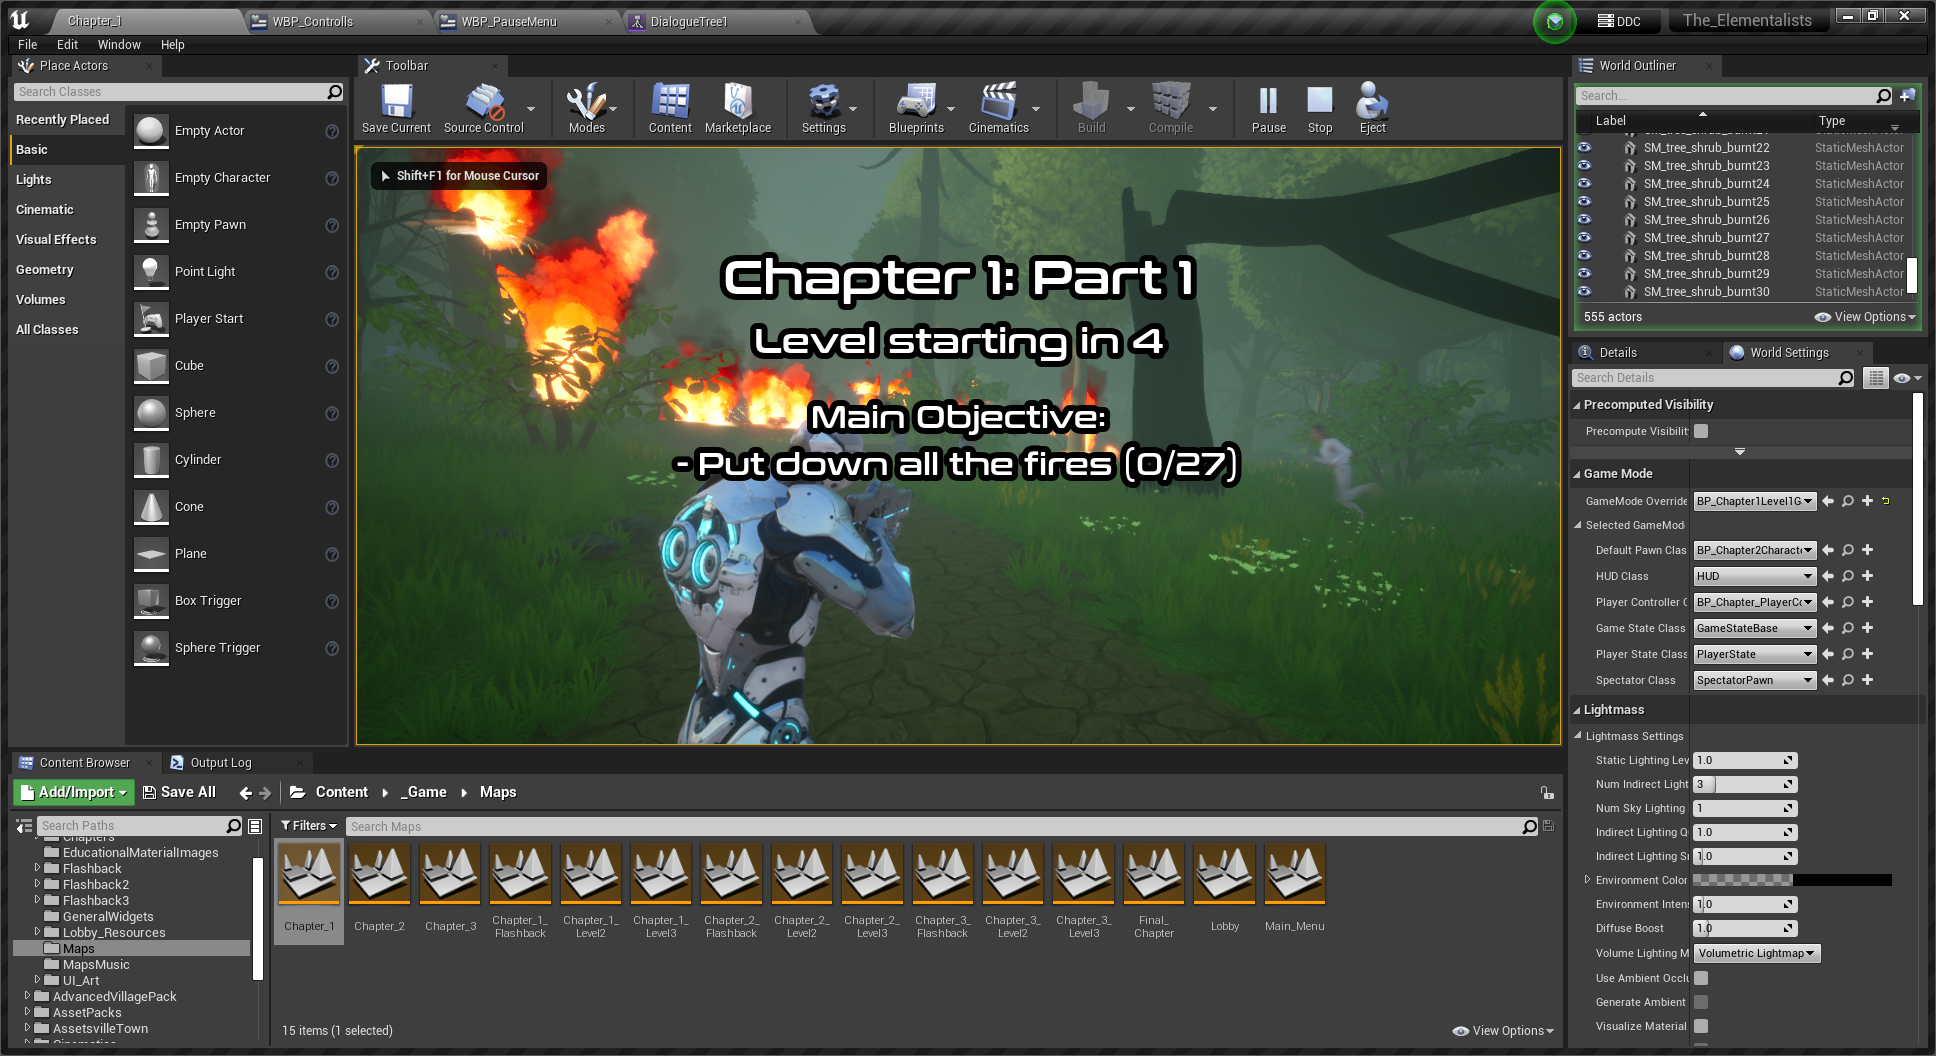 Chapter_1
WBP_Controlls
WBP_PauseMenu
DialogueTree1
DDC
The_Elementalists
File Edit Window Help
Place Actors
Search Classes
Recently Placed
Basic
Lights
Cinematic
Visual Effects
Geometry
Volumes
All Classes
Empty Actor
Empty Character
Empty Pawn
Point Light
Player Start
Cube
Sphere
Cylinder
Cone
Plane
Box Trigger
Sphere Trigger
Toolbar
Save Current
Source Control
Modes
Content
Marketplace
Settings
Blueprints
Cinematics
Build
Compile
Pause
Stop
Eject
Shift+F1 for Mouse Cursor
Chapter 1: Part 1
Level starting in 4
Main Objective:
- Put down all the fires (0/27)
World Outliner
Search...
Label Type
SM_tree_shrub_burnt22 StaticMeshActor
SM_tree_shrub_burnt23 StaticMeshActor
SM_tree_shrub_burnt24 StaticMeshActor
SM_tree_shrub_burnt25 StaticMeshActor
SM_tree_shrub_burnt26 StaticMeshActor
SM_tree_shrub_burnt27 StaticMeshActor
SM_tree_shrub_burnt28 StaticMeshActor
SM_tree_shrub_burnt29 StaticMeshActor
SM_tree_shrub_burnt30 StaticMeshActor
555 actors
View Options
Details
World Settings
Search Details
Precomputed Visibility
Precompute Visibilit
Game Mode
GameMode Override BP_Chapter1Level1G
Selected GameMod
Default Pawn Clas BP_Chapter2Charact
HUD Class HUD
Player Controller C BP_Chapter_PlayerCo
Game State Class GameStateBase
Player State Class PlayerState
Spectator Class SpectatorPawn
Lightmass
Lightmass Settings
Static Lighting Lev 1.0
Num Indirect Light 3
Num Sky Lighting 1
Indirect Lighting Q 1.0
Indirect Lighting S 1.0
Environment Color
Environment Inten 1.0
Diffuse Boost 1.0
Volume Lighting M Volumetric Lightmap
Use Ambient Occl
Generate Ambient
Visualize Material
Content Browser
Output Log
Add/Import
Save All
Content
_Game
Maps
Search Paths
Chapters
EducationalMaterialImages
Flashback
Flashback2
Flashback3
GeneralWidgets
Lobby_Resources
Maps
MapsMusic
UI_Art
AdvancedVillagePack
AssetPacks
AssetsvilleTown
Filters
Search Maps
Chapter_1
Chapter_2
Chapter_3
Chapter_1_
Flashback
Chapter_1_
Level2
Chapter_1_
Level3
Chapter_2_
Flashback
Chapter_2_
Level2
Chapter_2_
Level3
Chapter_3_
Flashback
Chapter_3_
Level2
Chapter_3_
Level3
Final_
Chapter
Lobby
Main_Menu
15 items (1 selected)
View Options